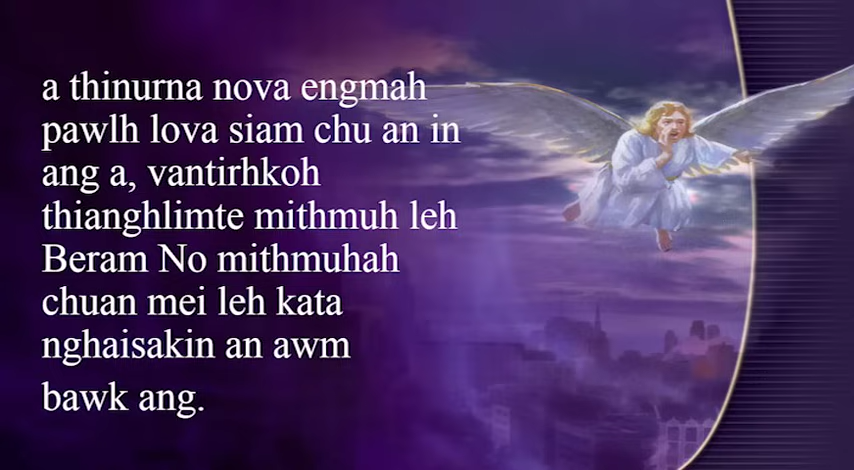 a thinurna nova engmah
pawlh lova siam chu an in
ang a, vantirhkoh
thianghlimte mithmuh leh
Beram No mithmuhah
chuan mei leh kata
nghaisakin an awm
bawk ang.